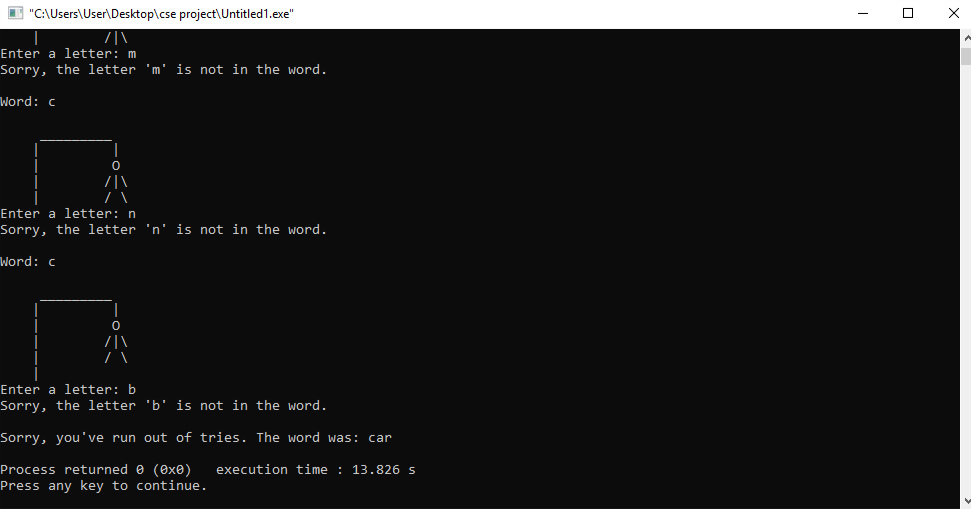 "C:\Users\User\Desktop\cse project\Untitled1.exe"
    |        /|\
Enter a letter: m
Sorry, the letter 'm' is not in the word.

Word: c

     _________
    |         |
    |         O
    |        /|\
    |        / \
Enter a letter: n
Sorry, the letter 'n' is not in the word.

Word: c

     _________
    |         |
    |         O
    |        /|\
    |        / \
    |
Enter a letter: b
Sorry, the letter 'b' is not in the word.

Sorry, you've run out of tries. The word was: car

Process returned 0 (0x0)   execution time : 13.826 s
Press any key to continue.